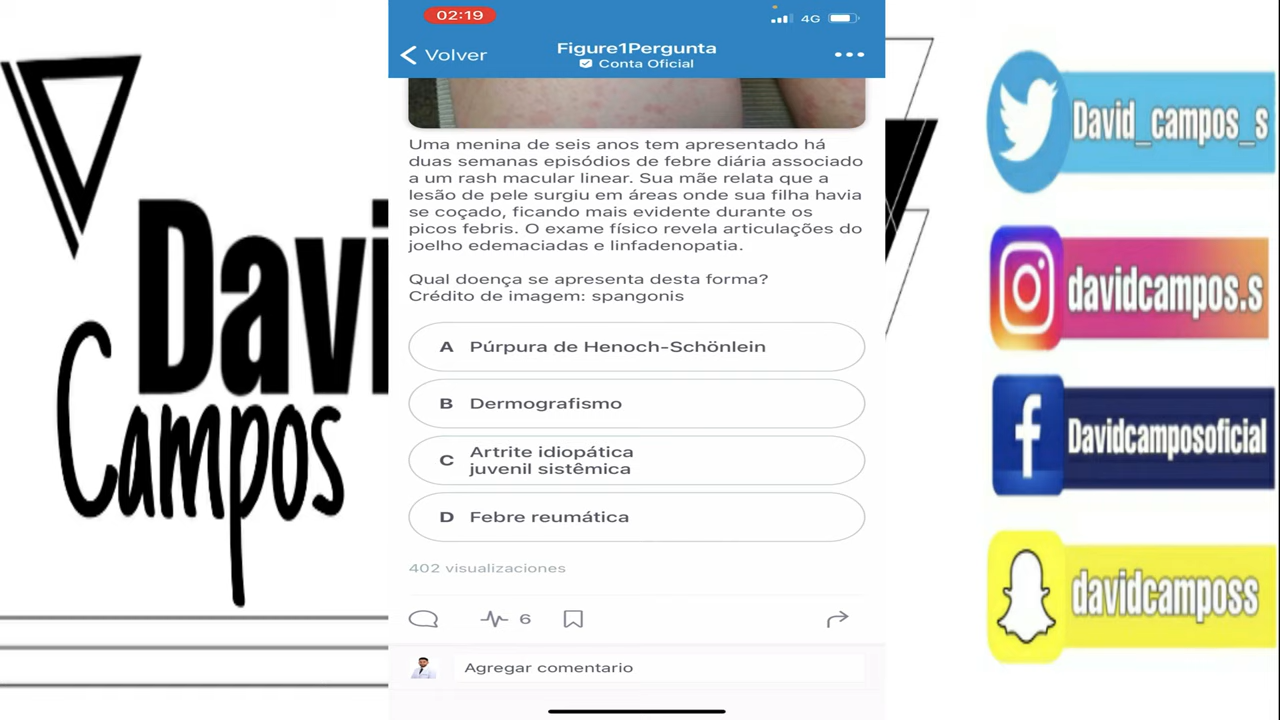 02:19
4G
Volver
Figure1Pergunta
Conta Oficial
Uma menina de seis anos tem apresentado há
duas semanas episódios de febre diária associado
a um rash macular linear. Sua mãe relata que a
lesão de pele surgiu em áreas onde sua filha havia
se coçado, ficando mais evidente durante os
picos febris. O exame físico revela articulações do
joelho edemaciadas e linfadenopatia.
Qual doença se apresenta desta forma?
Crédito de imagem: spangonis
A Púrpura de Henoch-Schönlein
B Dermografismo
C Artrite idiopática
juvenil sistêmica
D Febre reumática
402 visualizaciones
6
Agregar comentario
Davi
Campos
David_campos_s
davidcampos.s
Davidcamposoficial
davidcamposs